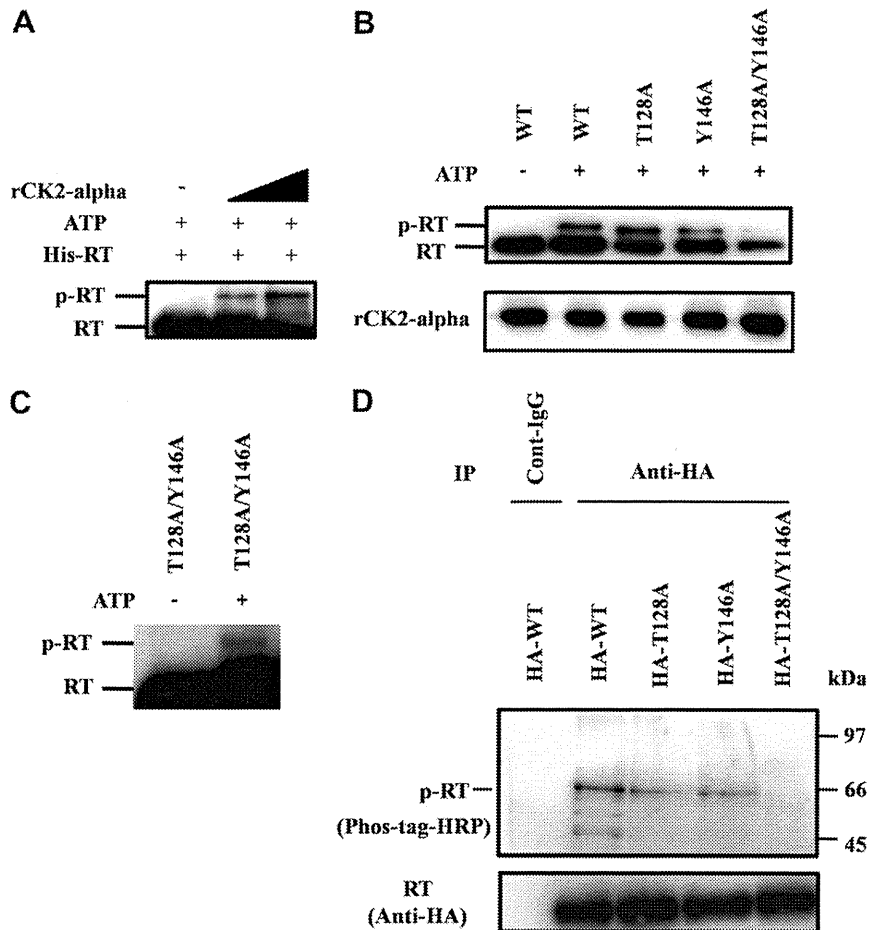 A
rCK2-alpha -
ATP + + +
His-RT + + +
p-RT
RT
B
WT WT T128A Y146A T128A/Y146A
ATP - + + + +
p-RT
RT
rCK2-alpha
C
T128A/Y146A T128A/Y146A
ATP - +
p-RT
RT
D
IP Cont-IgG Anti-HA
HA-WT HA-WT HA-T128A HA-Y146A HA-T128A/Y146A kDa
97
p-RT 66
(Phos-tag-HRP)
45
RT
(Anti-HA)